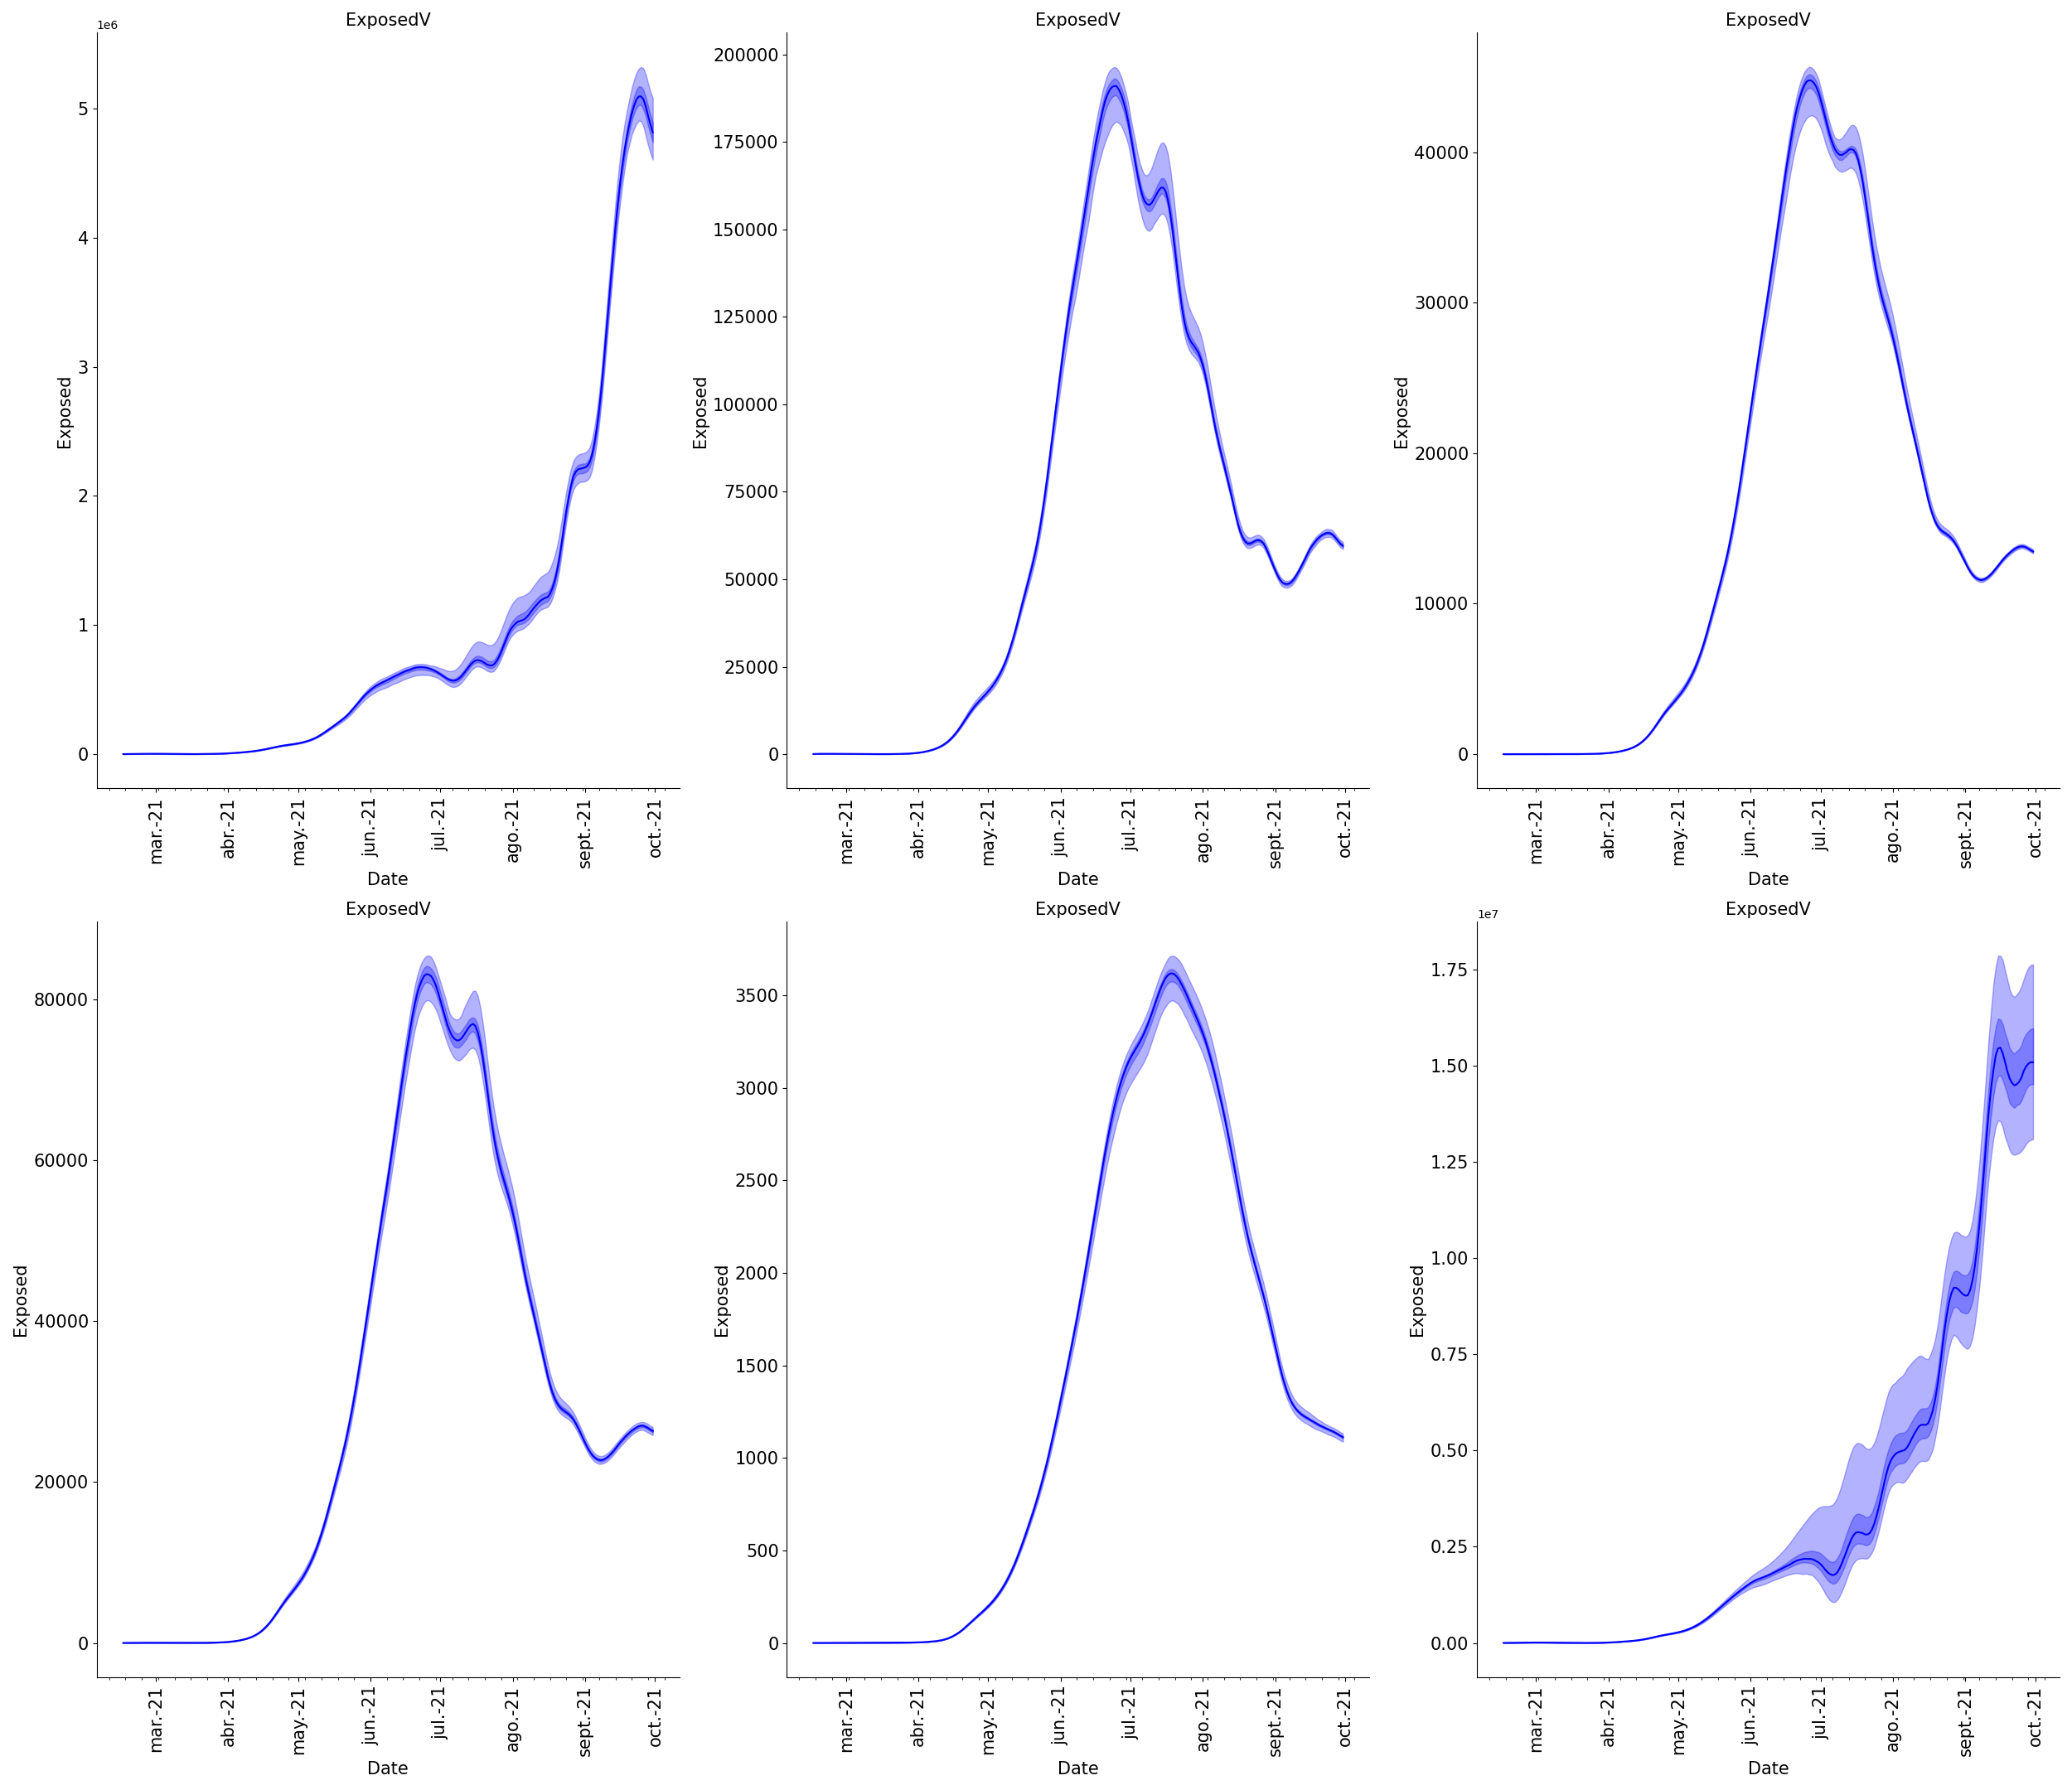 ExposedV
1e6
5
4
3
2
1
0
Exposed
mar.-21
abr.-21
may.-21
jun.-21
jul.-21
ago.-21
sept.-21
oct.-21
Date
ExposedV
200000
175000
150000
125000
100000
75000
50000
25000
0
Exposed
mar.-21
abr.-21
may.-21
jun.-21
jul.-21
ago.-21
sept.-21
oct.-21
Date
ExposedV
40000
30000
20000
10000
0
Exposed
mar.-21
abr.-21
may.-21
jun.-21
jul.-21
ago.-21
sept.-21
oct.-21
Date
ExposedV
80000
60000
40000
20000
0
Exposed
mar.-21
abr.-21
may.-21
jun.-21
jul.-21
ago.-21
sept.-21
oct.-21
Date
ExposedV
3500
3000
2500
2000
1500
1000
500
0
Exposed
mar.-21
abr.-21
may.-21
jun.-21
jul.-21
ago.-21
sept.-21
oct.-21
Date
ExposedV
1e7
1.75
1.50
1.25
1.00
0.75
0.50
0.25
0.00
Exposed
mar.-21
abr.-21
may.-21
jun.-21
jul.-21
ago.-21
sept.-21
oct.-21
Date